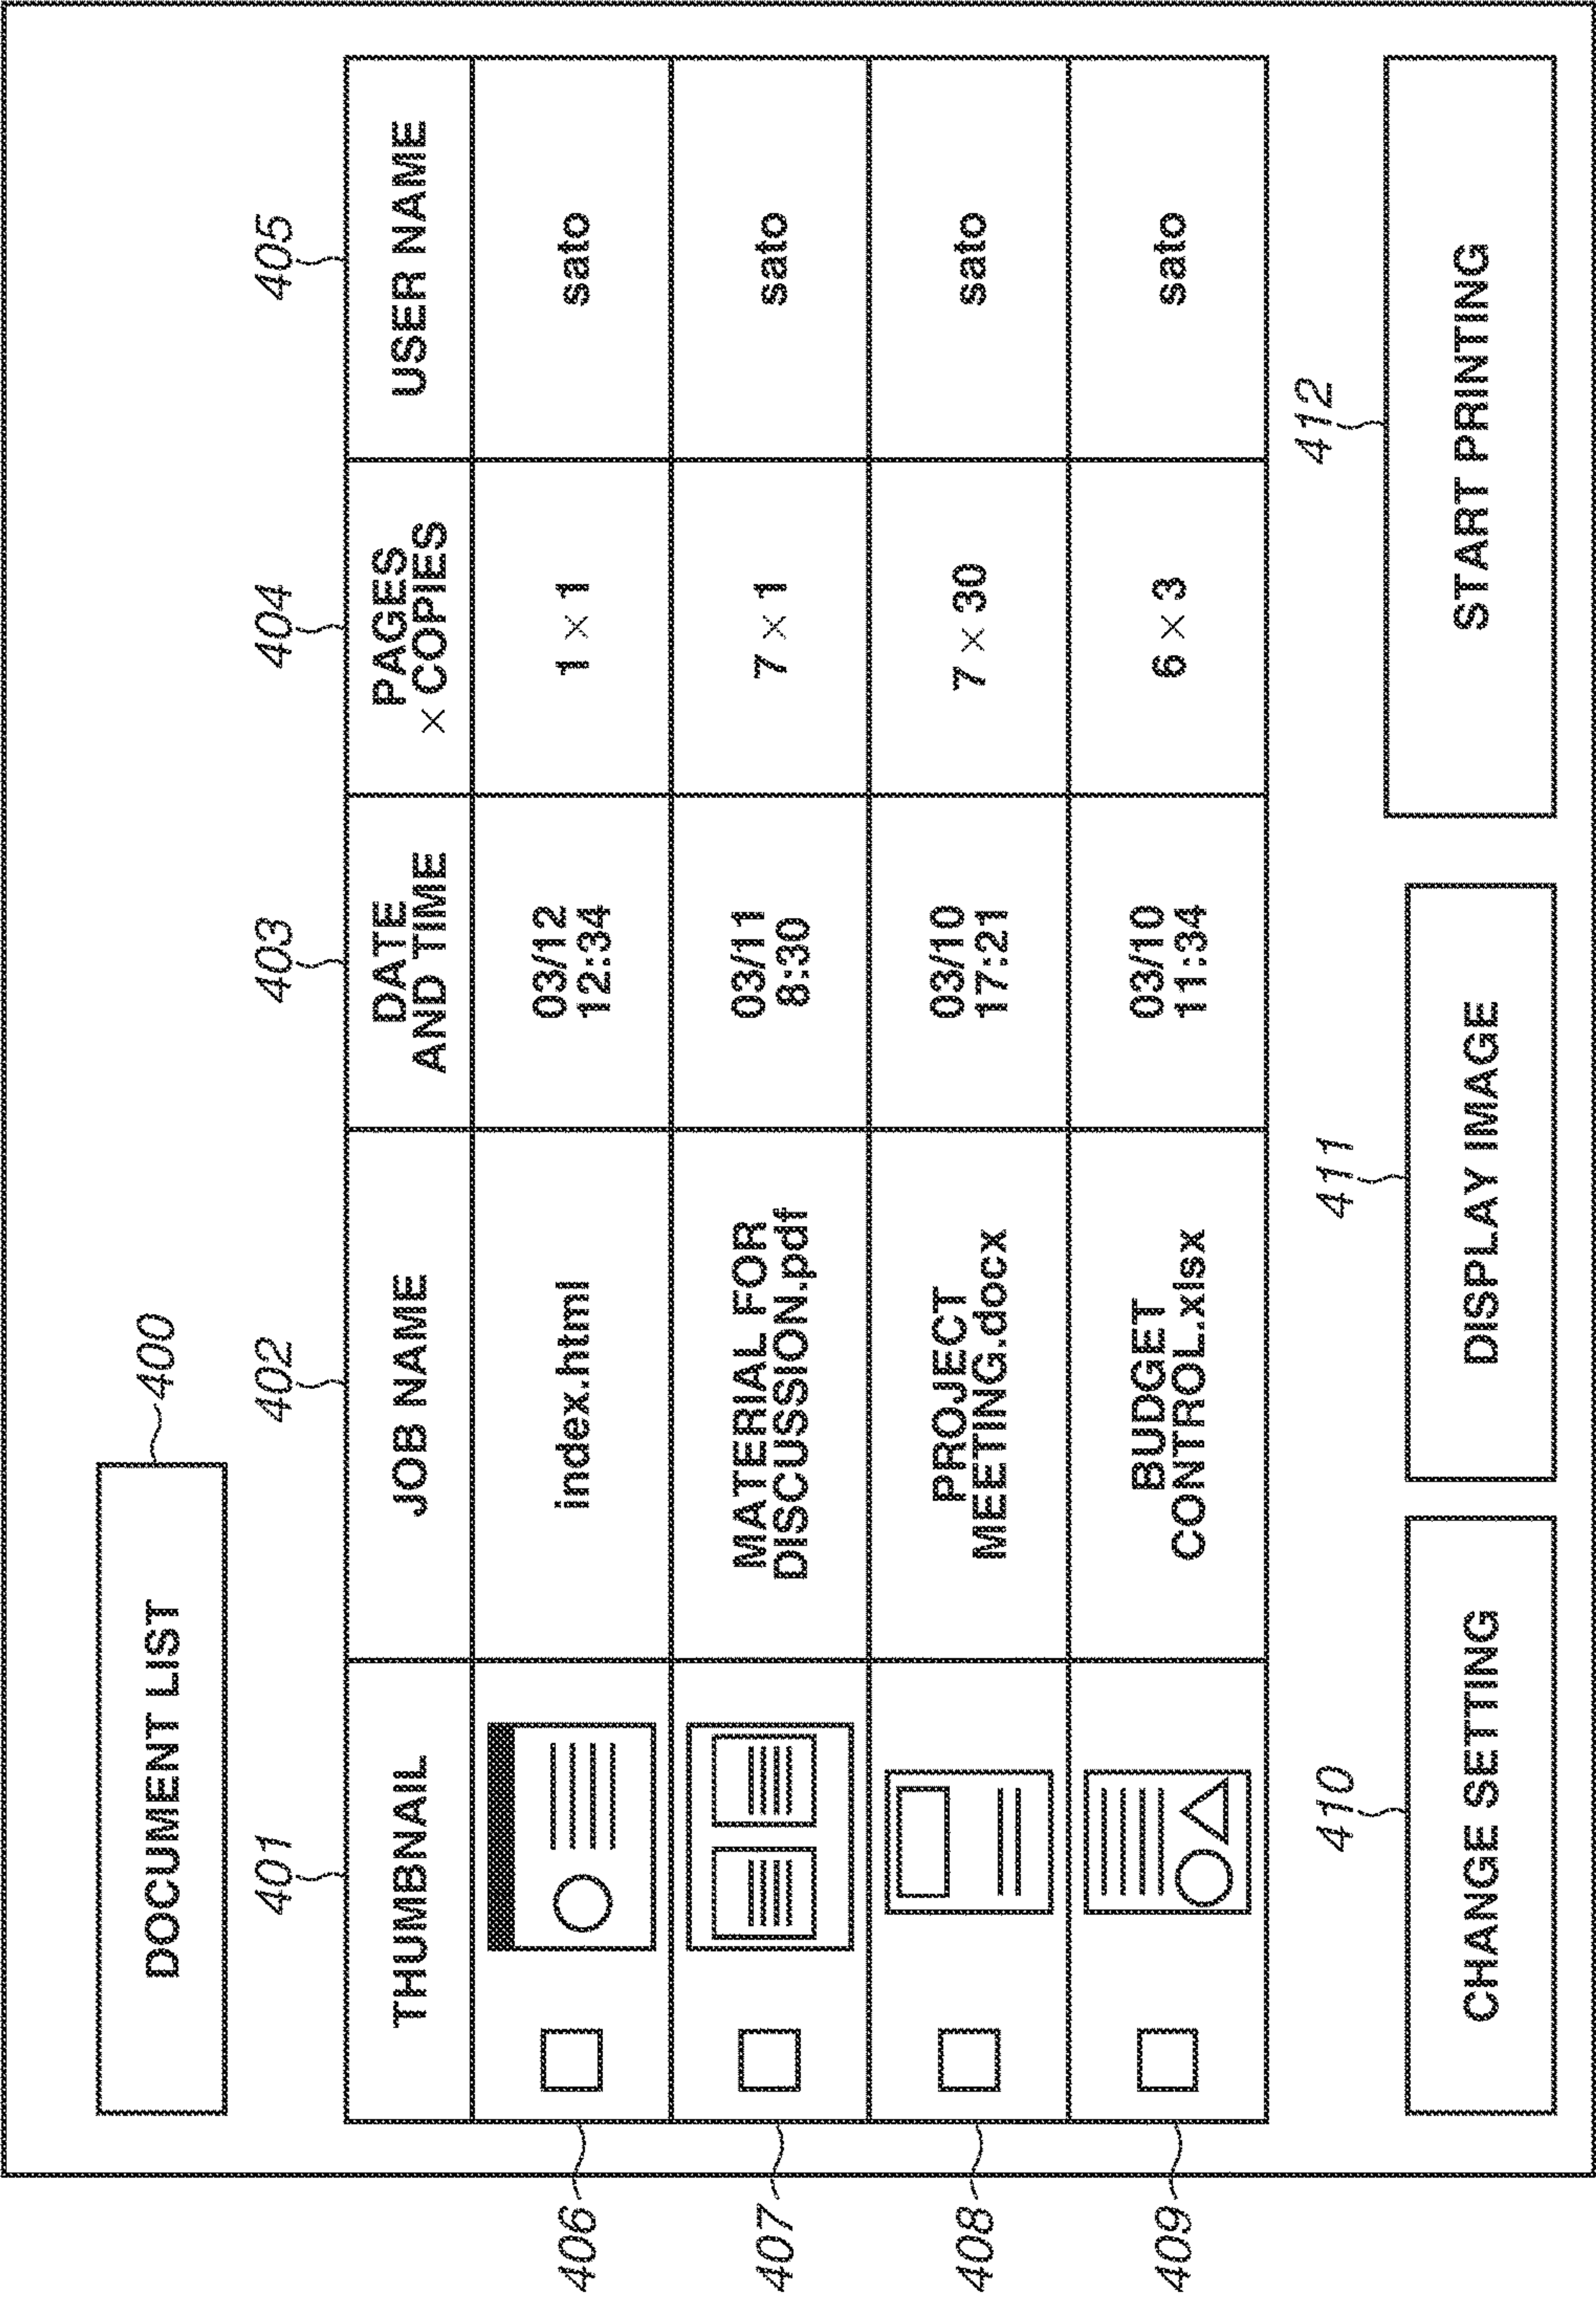 DOCUMENT LIST
400
401
402
403
404
405
THUMBNAIL
JOB NAME
DATE
AND TIME
PAGES
× COPIES
USER NAME
406
index.html
03/12
12:34
1 × 1
sato
407
MATERIAL FOR
DISCUSSION.pdf
03/11
8:30
7 × 1
sato
408
PROJECT
MEETING.docx
03/10
17:21
7 × 30
sato
409
BUDGET
CONTROL.xlsx
03/10
11:34
6 × 3
sato
410
411
412
CHANGE SETTING
DISPLAY IMAGE
START PRINTING